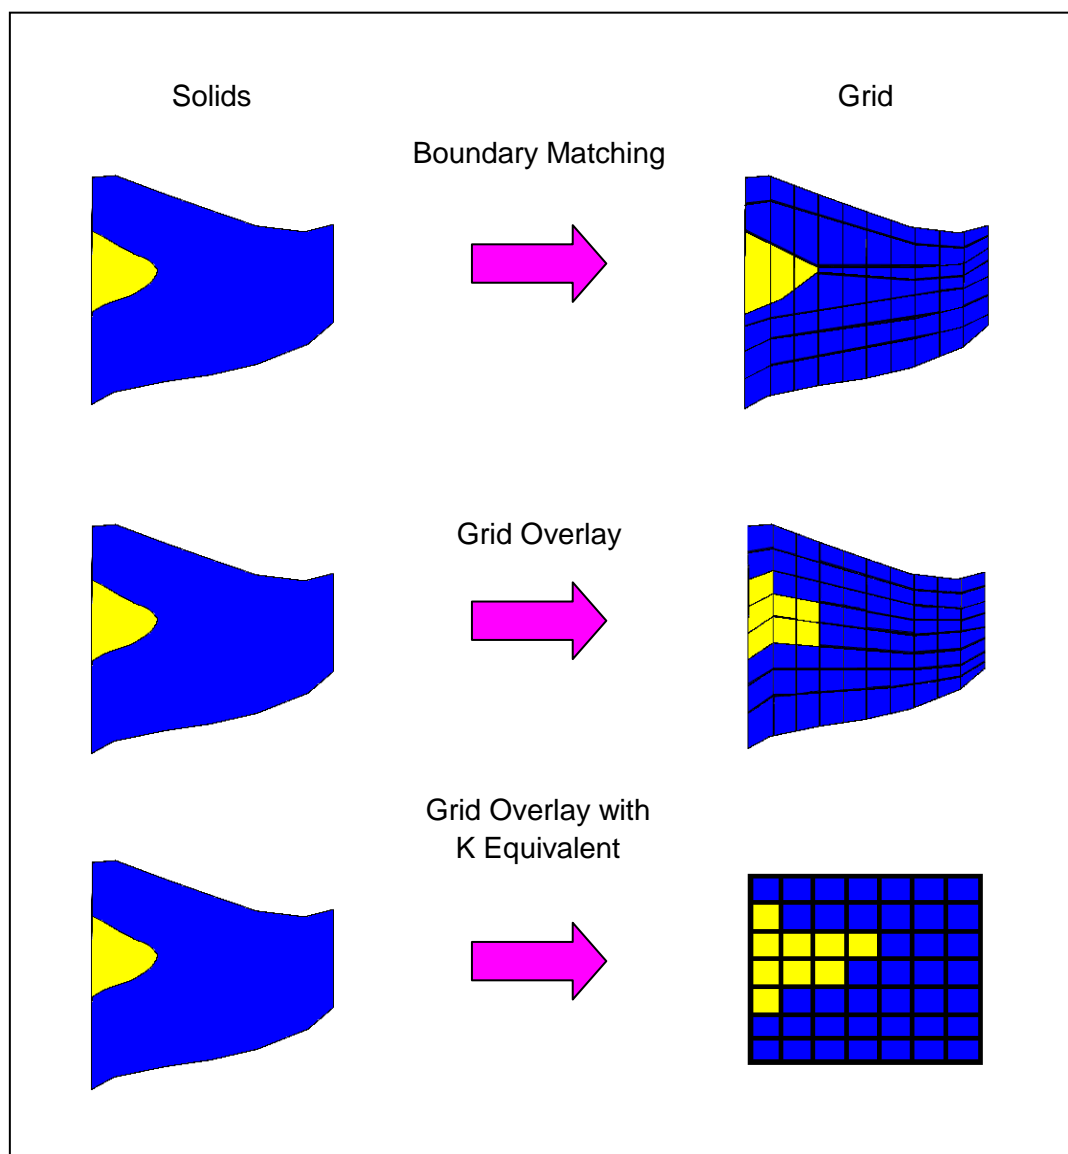 Solids
Grid
Boundary Matching
Grid Overlay
Grid Overlay with
K Equivalent